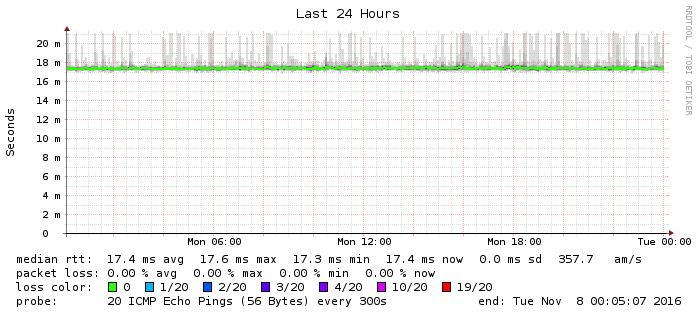 Last 24 Hours
RRDTOOL / TOBI OETIKER
Seconds
20 m
18 m
16 m
14 m
12 m
10 m
8 m
6 m
4 m
2 m
0
Mon 06:00 Mon 12:00 Mon 18:00 Tue 00:00
median rtt: 17.4 ms avg 17.6 ms max 17.3 ms min 17.4 ms now 0.0 ms sd 357.7 am/s
packet loss: 0.00 % avg 0.00 % max 0.00 % min 0.00 % now
loss color: 0 1/20 2/20 3/20 4/20 10/20 19/20
probe: 20 ICMP Echo Pings (56 Bytes) every 300s end: Tue Nov 8 00:05:07 2016